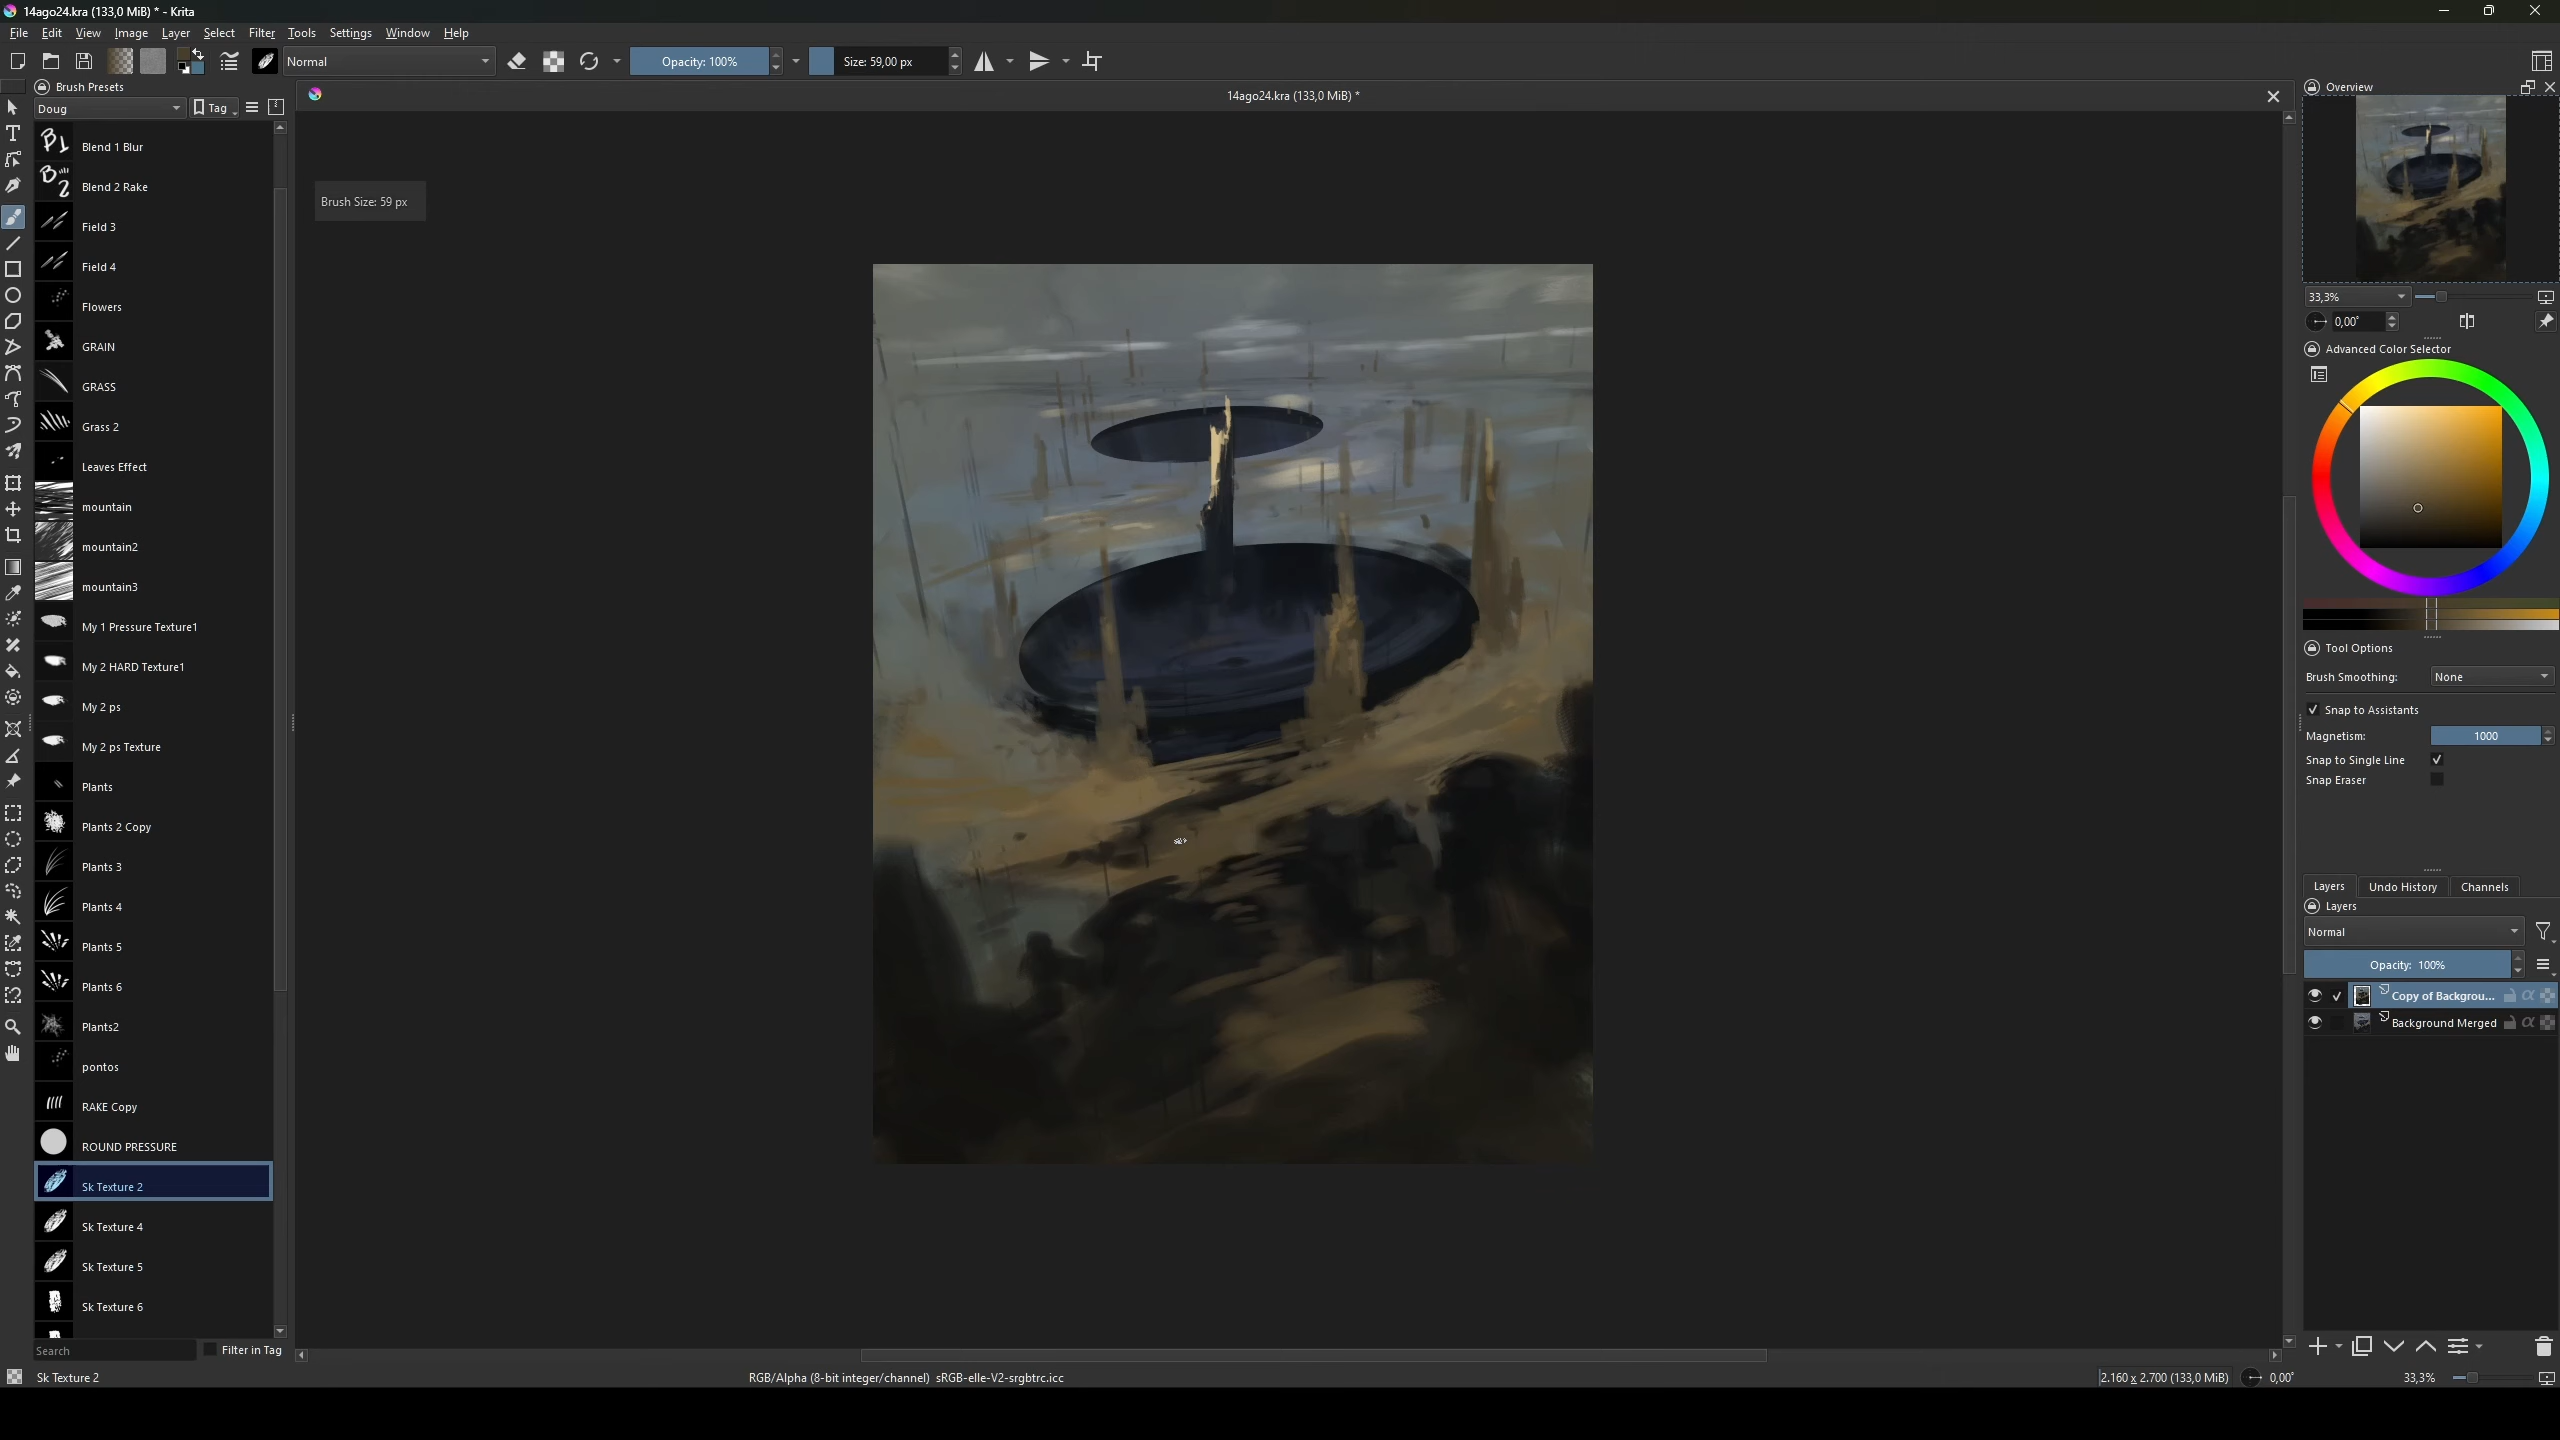 14ago24.kra (133,0 MiB) * - Krita
File Edit View Image Layer Select Filter Tools Settings Window Help
Normal
Opacity: 100%
Size: 59,00 px
Brush Presets
Doug
Tag
Blend 1 Blur
Blend 2 Rake
Field 3
Field 4
Flowers
GRAIN
GRASS
Grass 2
Leaves Effect
mountain
mountain2
mountain3
My 1 Pressure Texture1
My 2 HARD Texture1
My 2 ps
My 2 ps Texture
Plants
Plants 2 Copy
Plants 3
Plants 4
Plants 5
Plants 6
Plants2
pontos
RAKE Copy
ROUND PRESSURE
Sk Texture 2
Sk Texture 4
Sk Texture 5
Sk Texture 6
Search
Filter in Tag
14ago24.kra (133,0 MiB) *
Brush Size: 59 px
Overview
33,3%
0,00°
Advanced Color Selector
Tool Options
Brush Smoothing: None
Snap to Assistants
Magnetism: 1000
Snap to Single Line
Snap Eraser
Layers Undo History Channels
Layers
Normal
Opacity: 100%
Copy of Backgrou...
Background Merged
Sk Texture 2
RGB/Alpha (8-bit integer/channel) sRGB-elle-V2-srgbtrc.icc
2.160 x 2.700 (133,0 MiB)
0,00°
33,3%